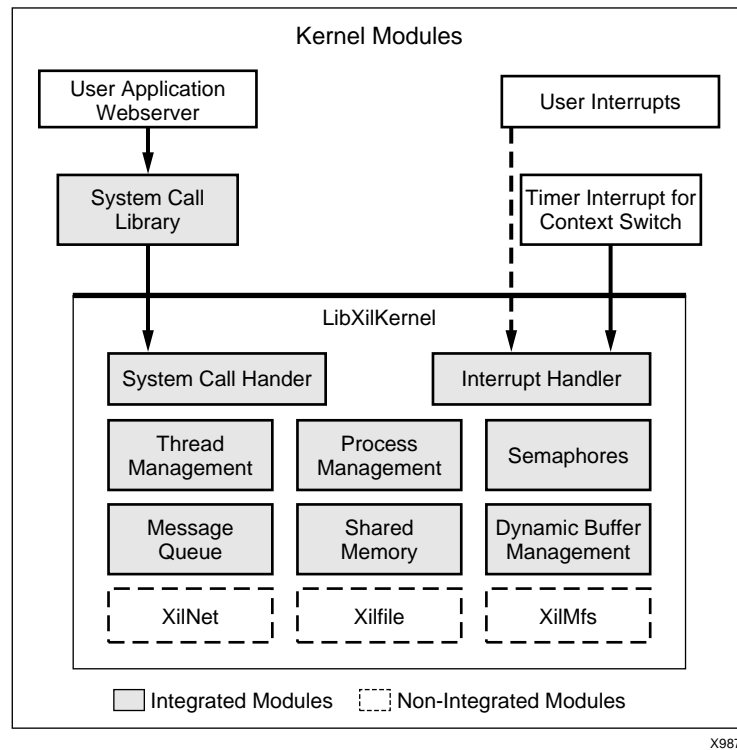 Kernel Modules
User Application
Webserver
User Interrupts
System Call
Library
Timer Interrupt for
Context Switch
LibXilKernel
System Call Hander
Interrupt Handler
Thread
Management
Process
Management
Semaphores
Message
Queue
Shared
Memory
Dynamic Buffer
Management
XilNet
Xilfile
XilMfs
Integrated Modules
Non-Integrated Modules
X987